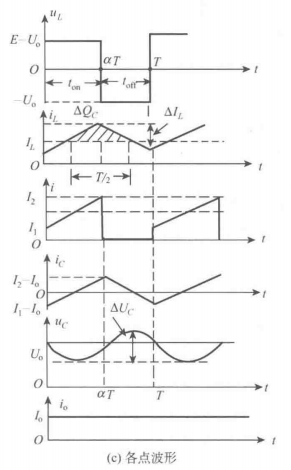 u_L
E−U_o
O
t_on
αT
t_off
T
t
−U_o
ΔQ_C
i_L
ΔI_L
I_L
O
T/2
t
i
I_2
I_1
O
t
i_C
I_2−I_o
O
I_1−I_o
t
u_C
ΔU_C
U_o
O
αT
T
t
i_o
I_o
O
t
(c) 各点波形